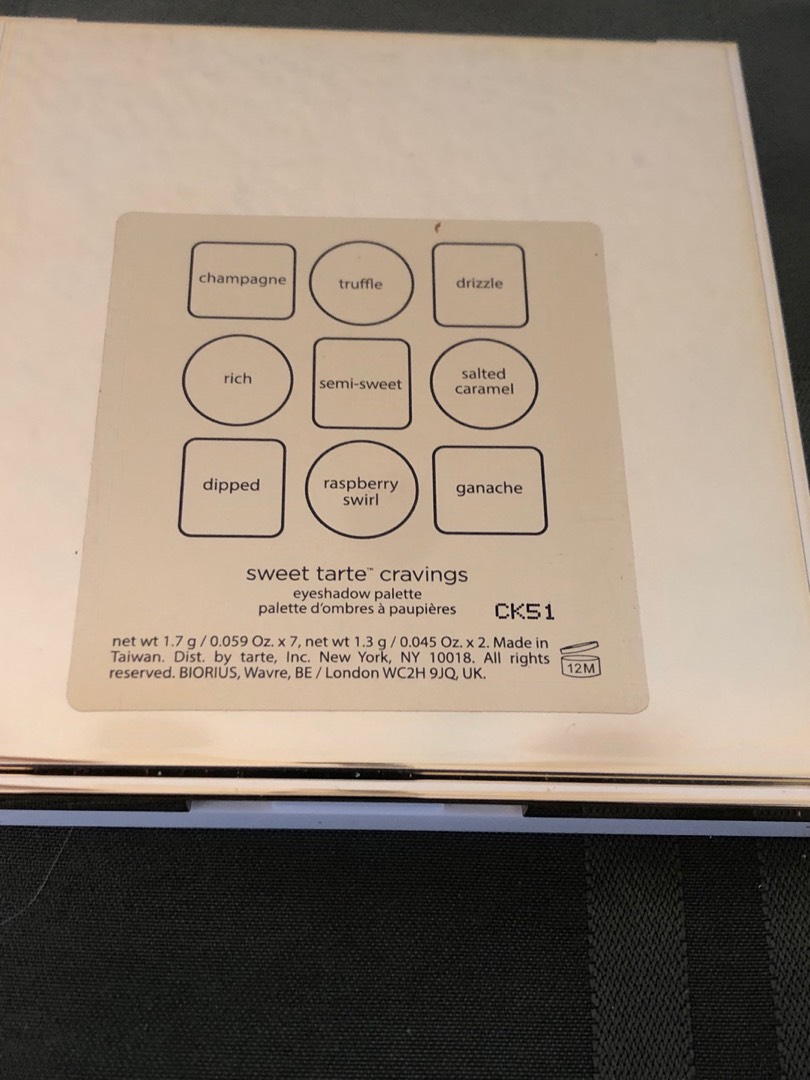 champagne
truffle
drizzle
rich
semi-sweet
salted
caramel
dipped
raspberry
swirl
ganache
sweet tarte™ cravings
eyeshadow palette
palette d'ombres à paupières
CK51
net wt 1.7 g / 0.059 Oz. x 7, net wt 1.3 g / 0.045 Oz. x 2. Made in
Taiwan. Dist. by tarte, Inc. New York, NY 10018. All rights
reserved. BIORIUS, Wavre, BE / London WC2H 9JQ, UK.
12M